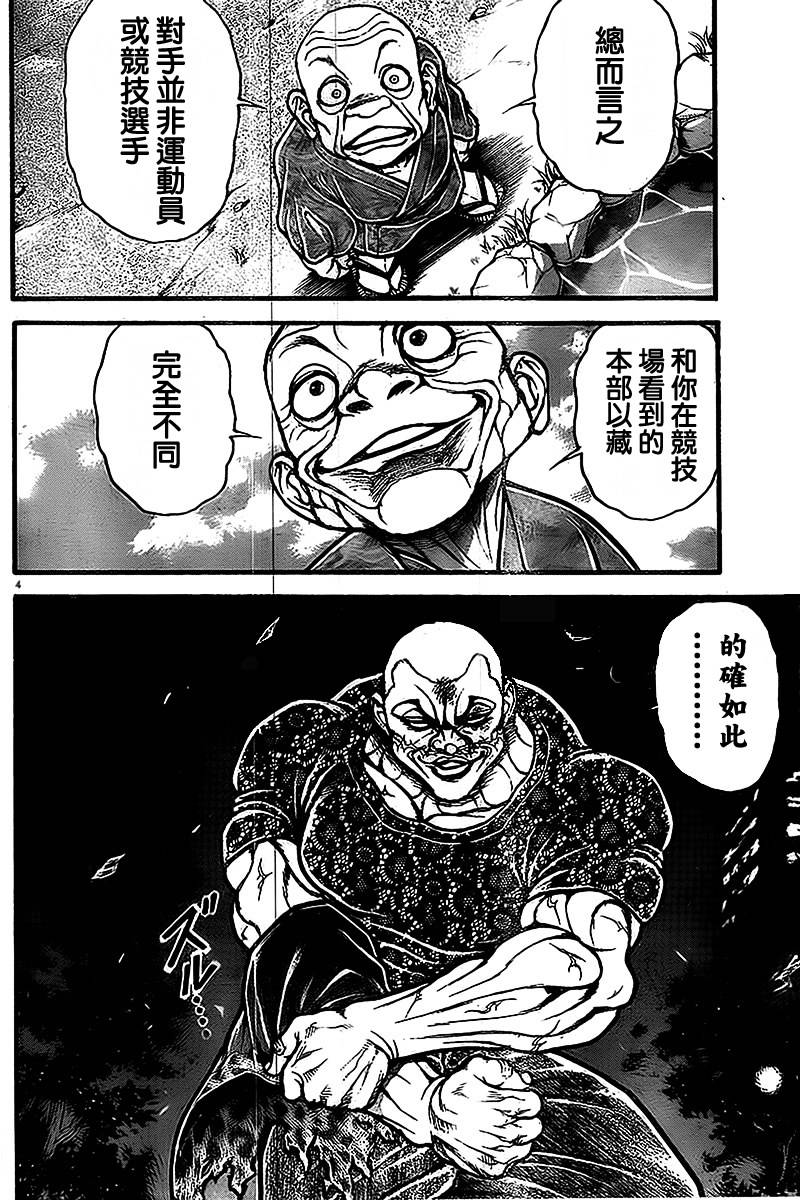 總而言之
對手並非運動員
或競技選手
和你在競技
場看到的
本部以藏
完全不同
4
的確如此
…………
ズルッ…